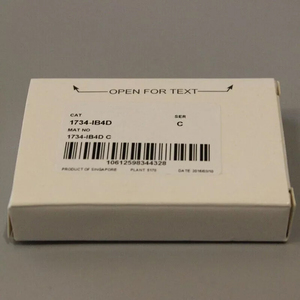 OPEN FOR TEXT
CAT SER
1734-IB4D C
MAT NO
1734-IB4D C
10612598344328
PRODUCT OF SINGAPORE